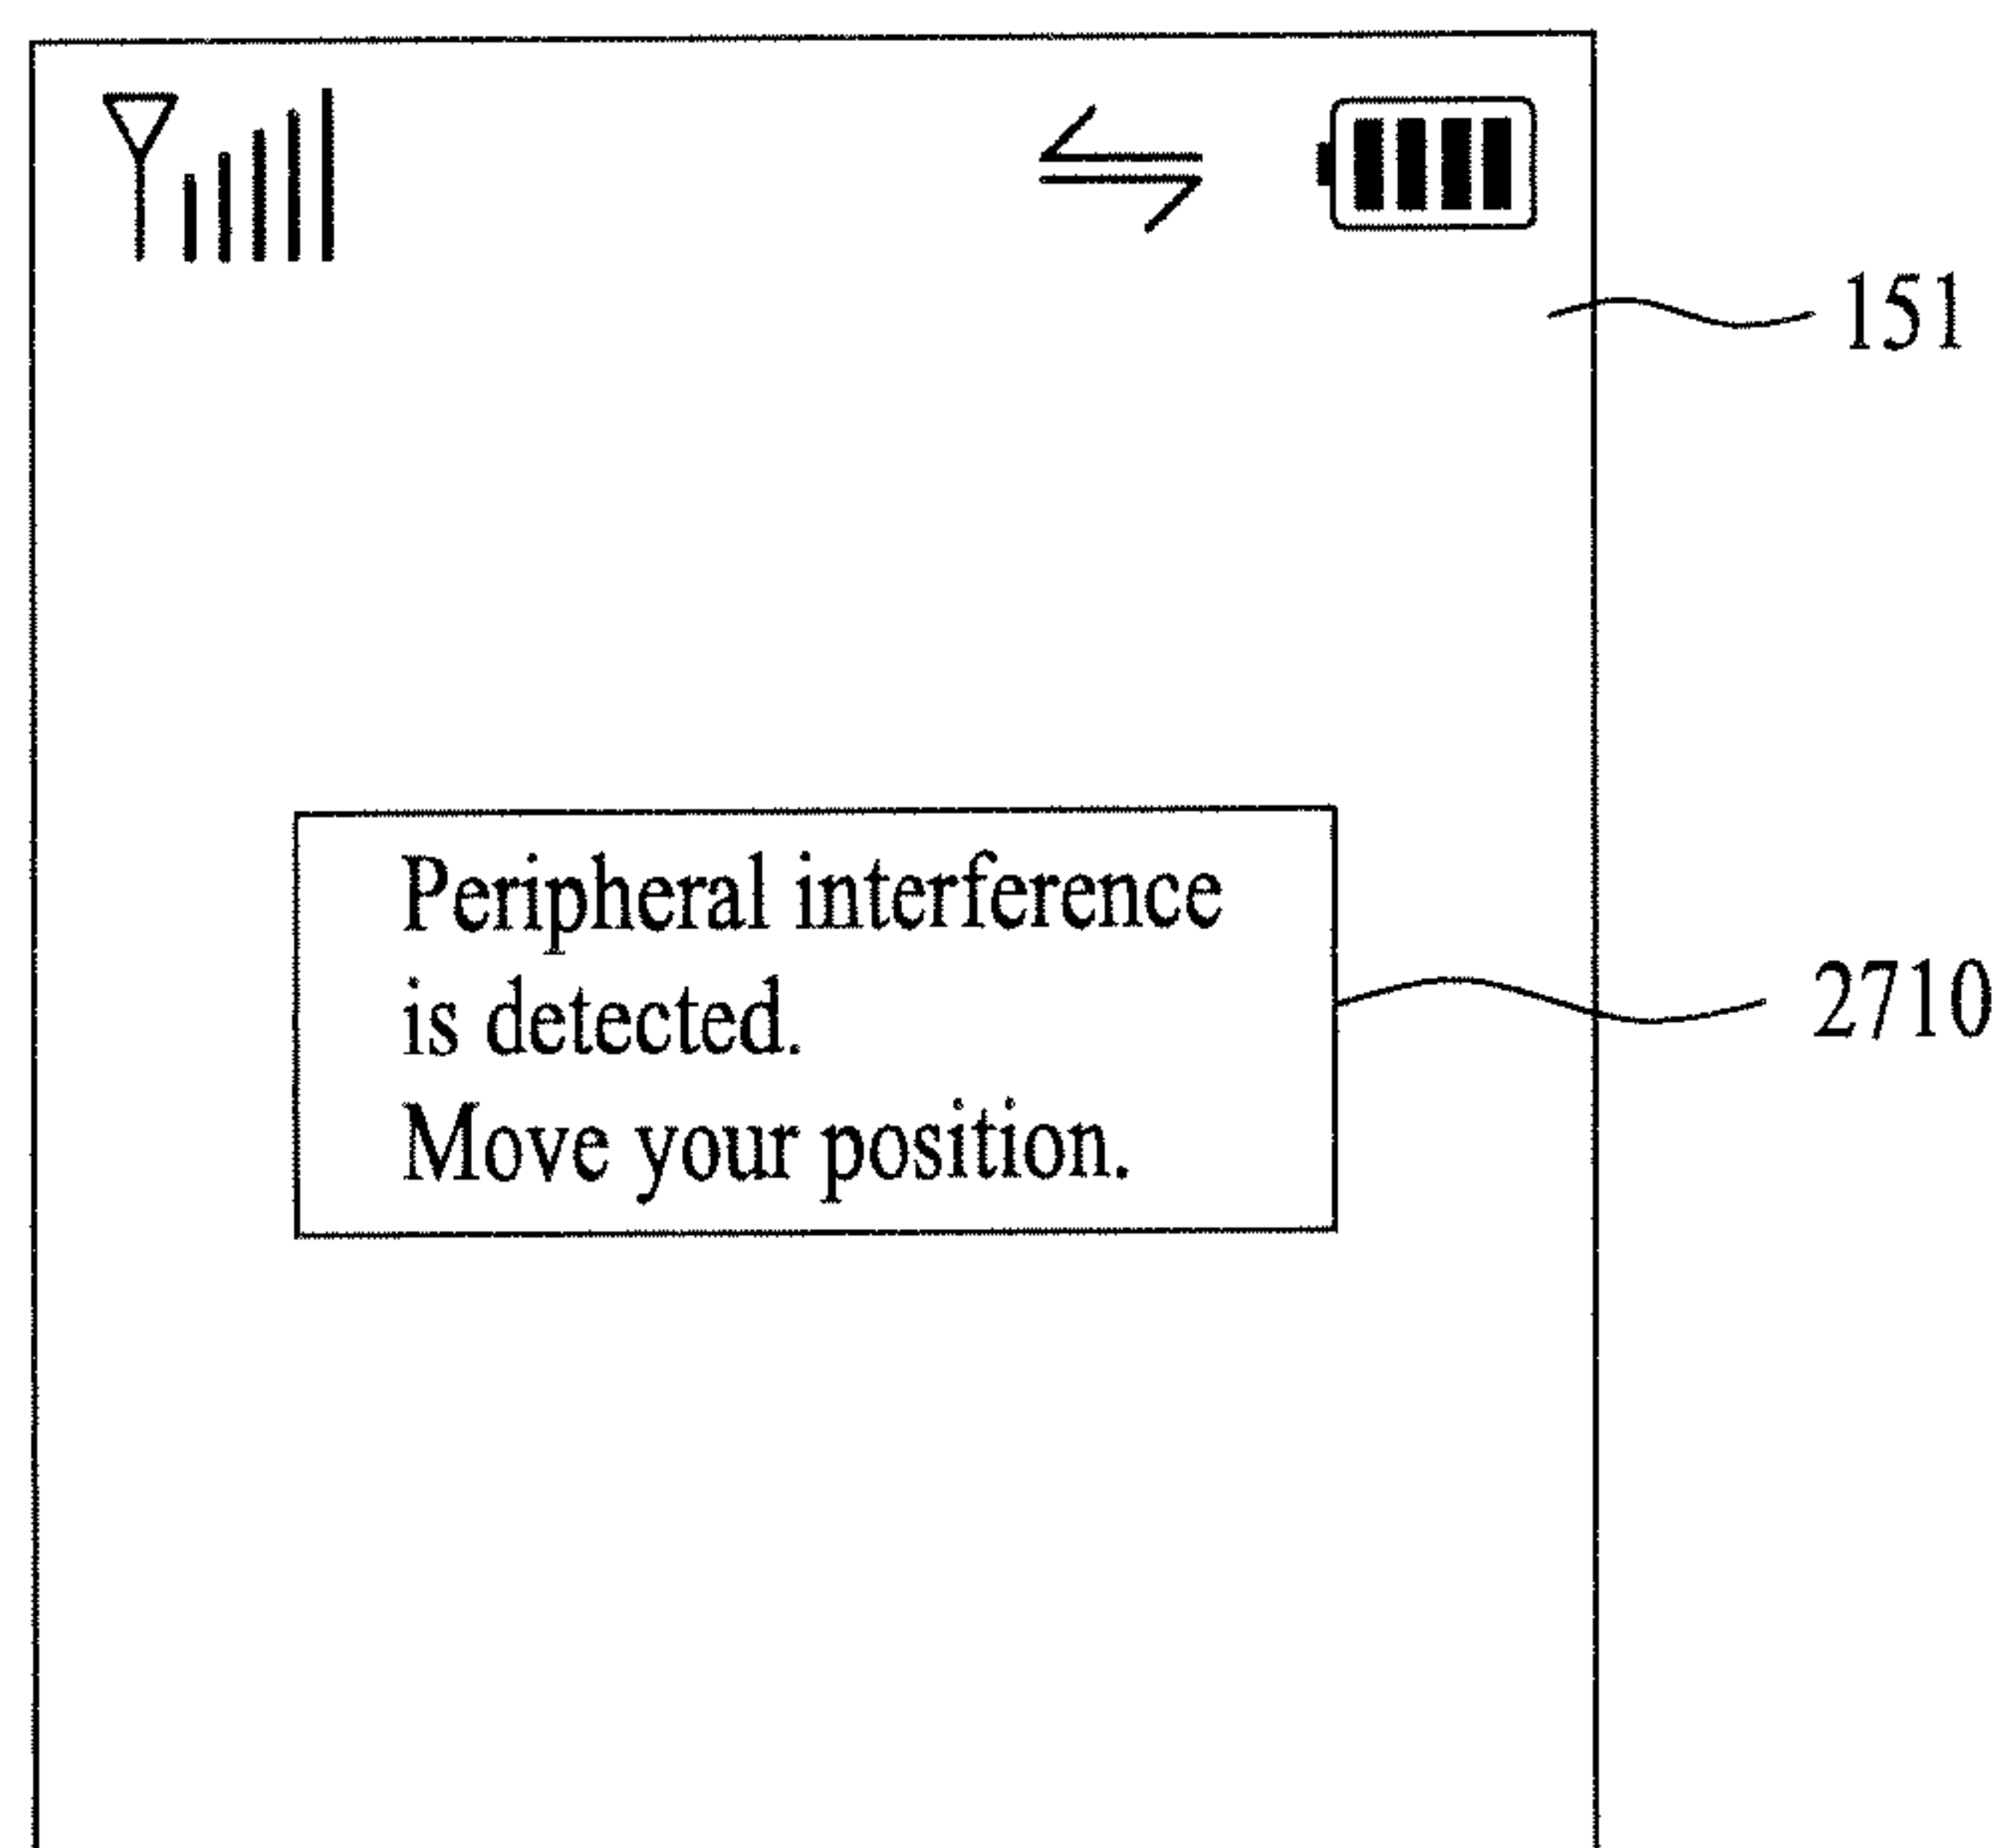 151
Peripheral interference
is detected.
Move your position.
2710